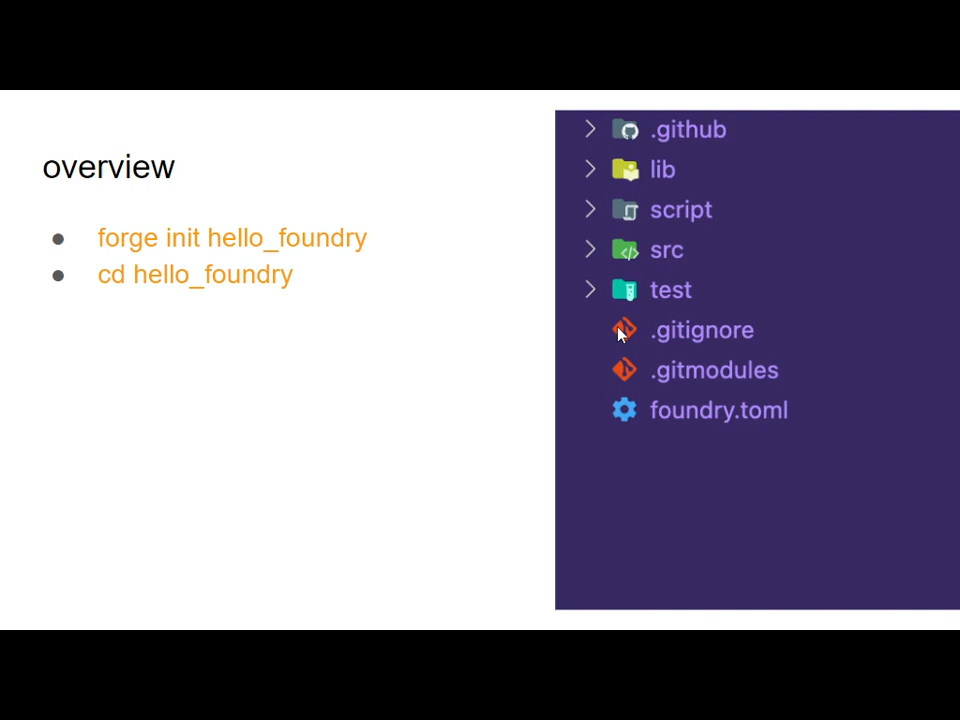 overview
● forge init hello_foundry
● cd hello_foundry
.github
lib
script
src
test
.gitignore
.gitmodules
foundry.toml